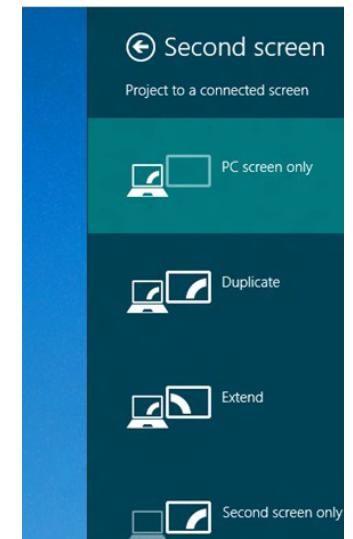 Second screen
Project to a connected screen
PC screen only
Duplicate
Extend
Second screen only